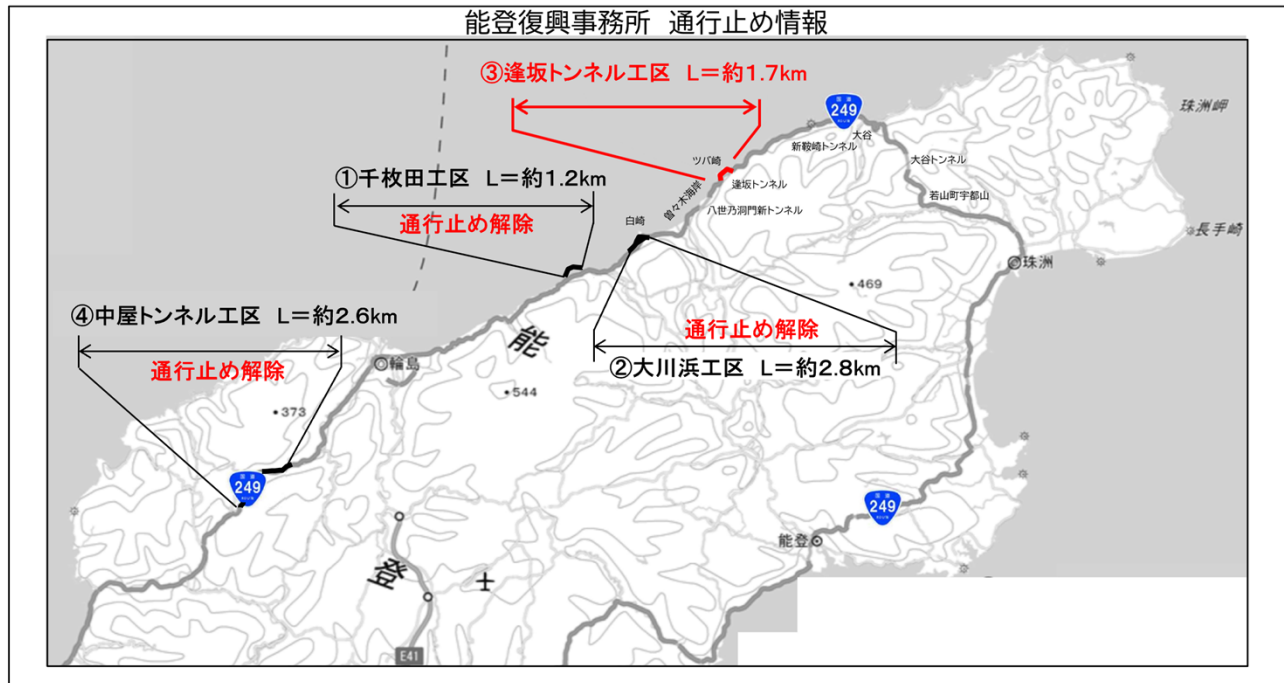 能登復興事務所 通行止め情報
③逢坂トンネル工区 L=約1.7km
249
珠洲岬
大谷
新鞍崎トンネル
ツバ崎
大谷トンネル
①千枚田工区 L=約1.2km
逢坂トンネル
曽々木海岸
若山町宇都山
通行止め解除
白崎
八世乃洞門新トンネル
長手崎
珠洲
469
④中屋トンネル工区 L=約2.6km
能
通行止め解除
通行止め解除
輪島
②大川浜工区 L=約2.8km
544
373
249
249
能登
登
E41